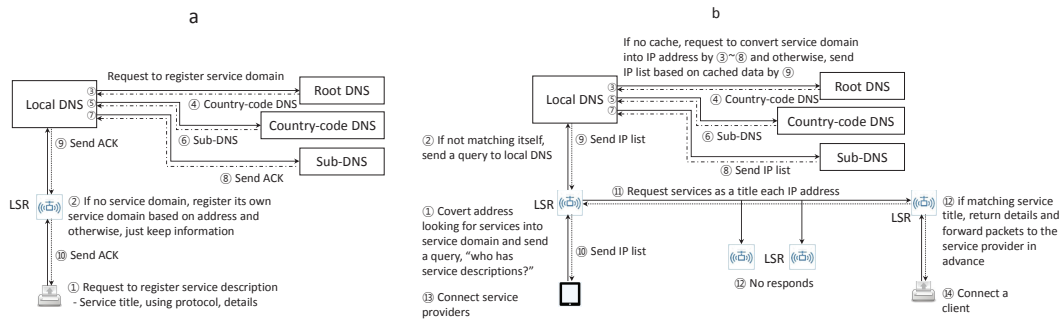 a
Request to register service domain
Local DNS
③
⑤
⑦
Root DNS
④ Country-code DNS
Country-code DNS
⑥ Sub-DNS
Sub-DNS
⑧ Send ACK
⑨ Send ACK
LSR
② If no service domain, register its own
service domain based on address and
otherwise, just keep information
⑩ Send ACK
① Request to register service description
- Service title, using protocol, details
b
If no cache, request to convert service domain
into IP address by ③~⑧ and otherwise, send
IP list based on cached data by ⑨
Local DNS
③
⑤
⑦
Root DNS
④ Country-code DNS
Country-code DNS
⑥ Sub-DNS
Sub-DNS
⑧ Send IP list
② If not matching itself,
send a query to local DNS
⑨ Send IP list
⑪ Request services as a title each IP address
LSR
① Covert address
looking for services into
service domain and send
a query, “who has
service descriptions?”
⑩ Send IP list
⑬ Connect service
providers
LSR
⑫ No responds
LSR
⑫ if matching service
title, return details and
forward packets to the
service provider in
advance
⑭ Connect a
client